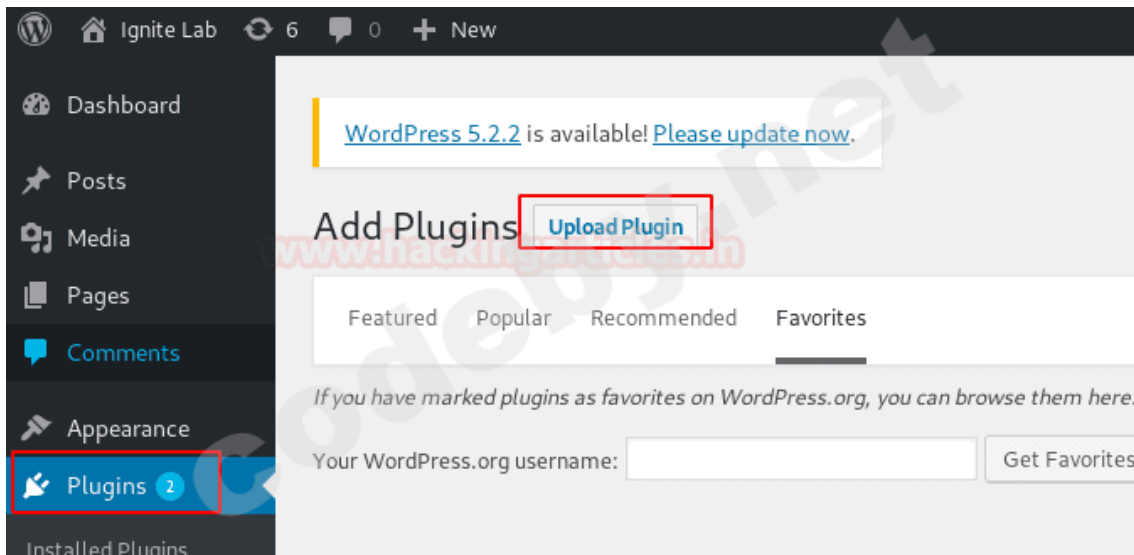 Ignite Lab 6 0 + New
Dashboard
WordPress 5.2.2 is available! Please update now.
Posts
Add Plugins Upload Plugin
Media
www.hackingarticles.in
Pages
Featured Popular Recommended Favorites
Comments
If you have marked plugins as favorites on WordPress.org, you can browse them here.
Appearance
Your WordPress.org username: Get Favorites
Plugins 2
Installed Plugins
Codeby.net